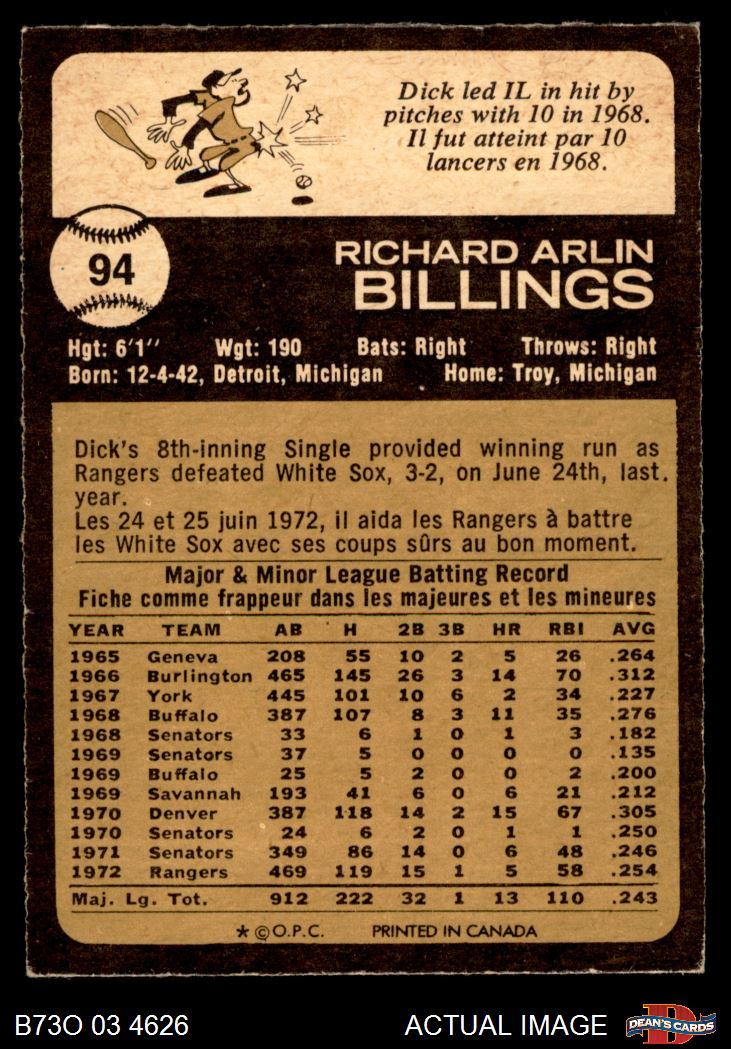 Dick led IL in hit by
pitches with 10 in 1968.
Il fut atteint par 10
lancers en 1968.
94
RICHARD ARLIN
BILLINGS
Hgt: 6'1" Wgt: 190 Bats: Right Throws: Right
Born: 12-4-42, Detroit, Michigan Home: Troy, Michigan
Dick's 8th-inning Single provided winning run as
Rangers defeated White Sox, 3-2, on June 24th, last.
year.
Les 24 et 25 juin 1972, il aida les Rangers à battre
les White Sox avec ses coups sûrs au bon moment.
Major & Minor League Batting Record
Fiche comme frappeur dans les majeures et les mineures
YEAR TEAM AB H 2B 3B HR RBI AVG
1965 Geneva 208 55 10 2 5 26 .264
1966 Burlington 465 145 26 3 14 70 .312
1967 York 445 101 10 6 2 34 .227
1968 Buffalo 387 107 8 3 11 35 .276
1968 Senators 33 6 1 0 1 3 .182
1969 Senators 37 5 0 0 0 0 .135
1969 Buffalo 25 5 2 0 0 2 .200
1969 Savannah 193 41 6 0 6 21 .212
1970 Denver 387 118 14 2 15 67 .305
1970 Senators 24 6 2 0 1 1 .250
1971 Senators 349 86 14 0 6 48 .246
1972 Rangers 469 119 15 1 5 58 .254
Maj. Lg. Tot. 912 222 32 1 13 110 .243
* © O.P.C. PRINTED IN CANADA
B73O 03 4626 ACTUAL IMAGE D DEAN'S CARDS